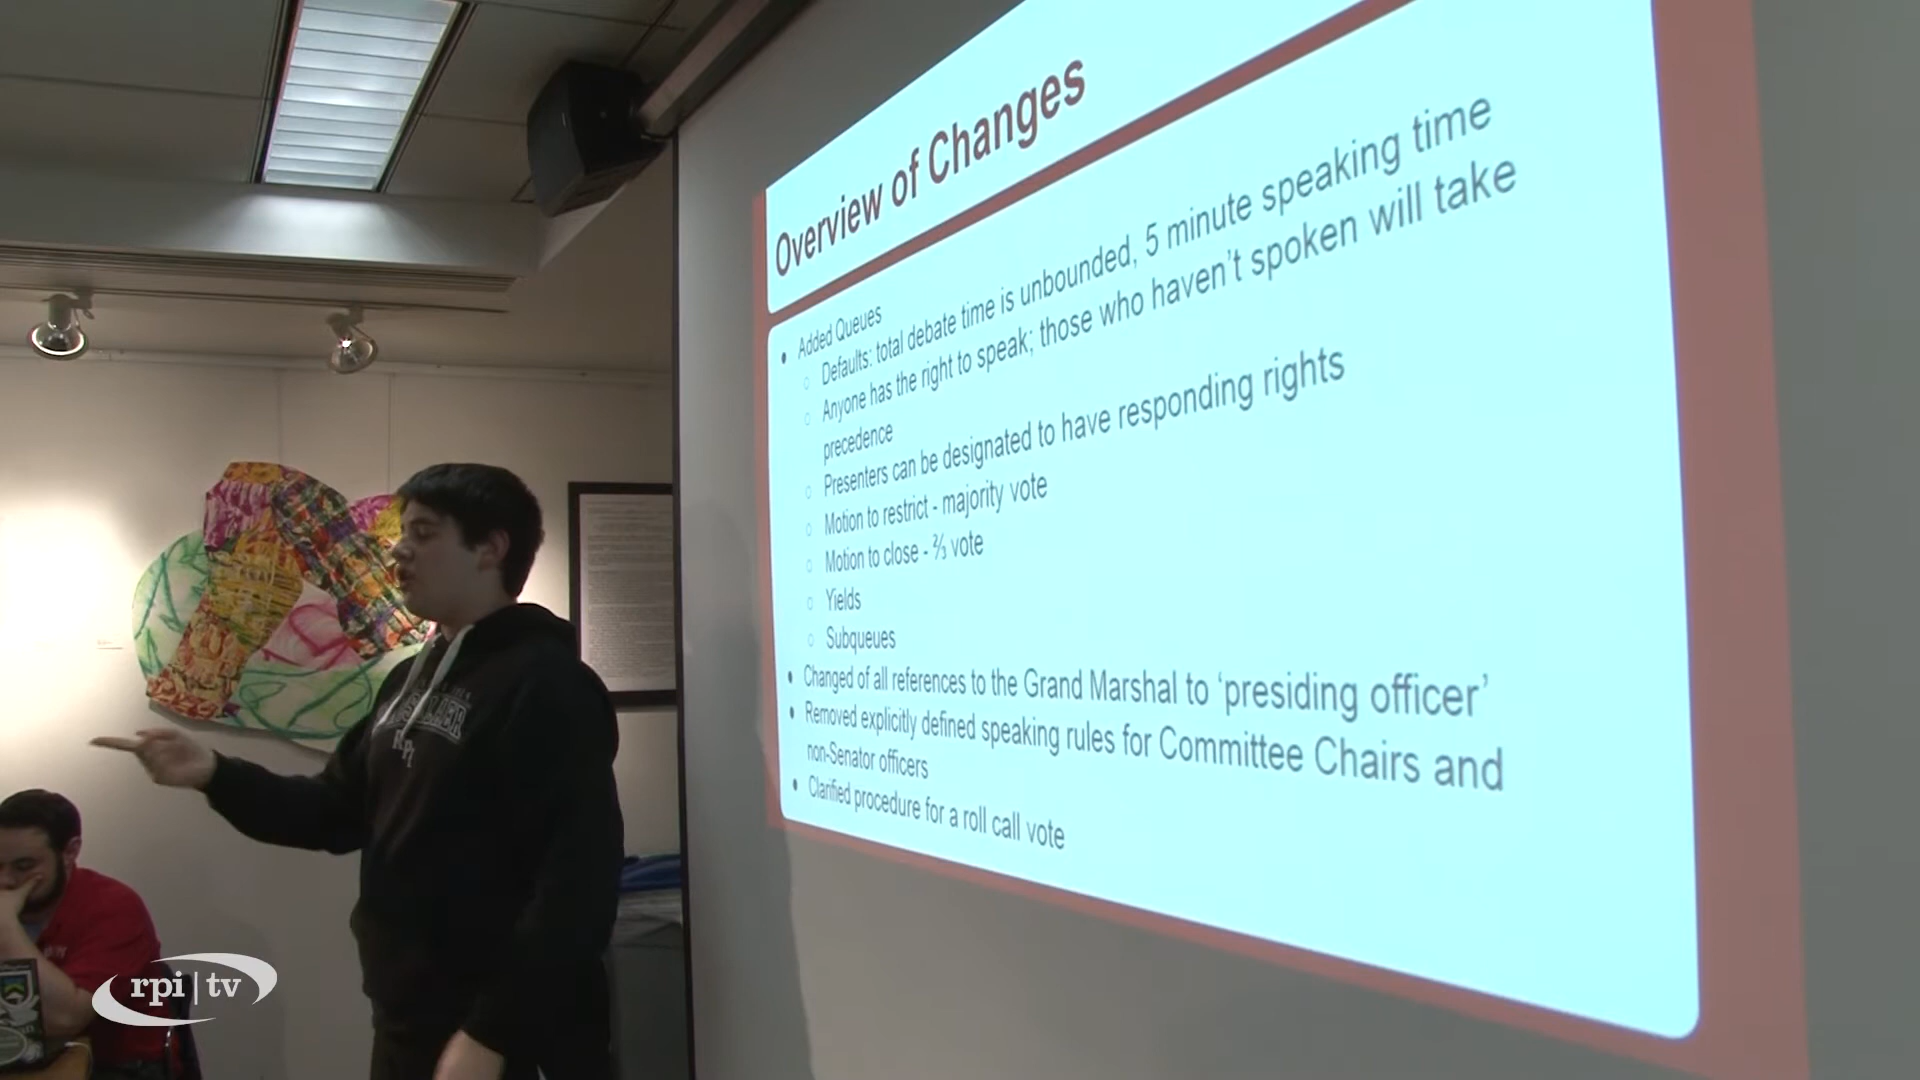 Overview of Changes
• Added Queues
○ Defaults: total debate time is unbounded, 5 minute speaking time
○ Anyone has the right to speak; those who haven't spoken will take
precedence
○ Presenters can be designated to have responding rights
○ Motion to restrict - majority vote
○ Motion to close - ⅔ vote
○ Yields
○ Subqueues
• Changed of all references to the Grand Marshal to 'presiding officer'
• Removed explicitly defined speaking rules for Committee Chairs and
non-Senator officers
• Clarified procedure for a roll call vote
RPI
rpi|tv